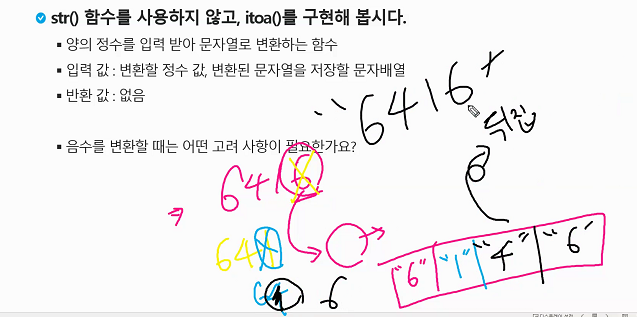 str() 함수를 사용하지 않고, itoa()를 구현해 봅시다.
▪ 양의 정수를 입력 받아 문자열로 변환하는 함수
▪ 입력 값 : 변환할 정수 값, 변환된 문자열을 저장할 문자배열
▪ 반환 값 : 없음
6416
▪ 음수를 변환할 때는 어떤 고려 사항이 필요한가요?
뒤집
6416
6
641
64
6
"6" "1" "4" "6"